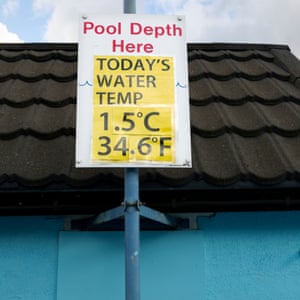 Pool Depth
Here
TODAY'S
WATER
TEMP
1.5°C
34.6°F